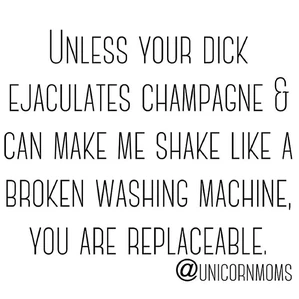 UNLESS YOUR DICK
EJACULATES CHAMPAGNE &
CAN MAKE ME SHAKE LIKE A
BROKEN WASHING MACHINE,
YOU ARE REPLACEABLE.
@UNICORNMOMS